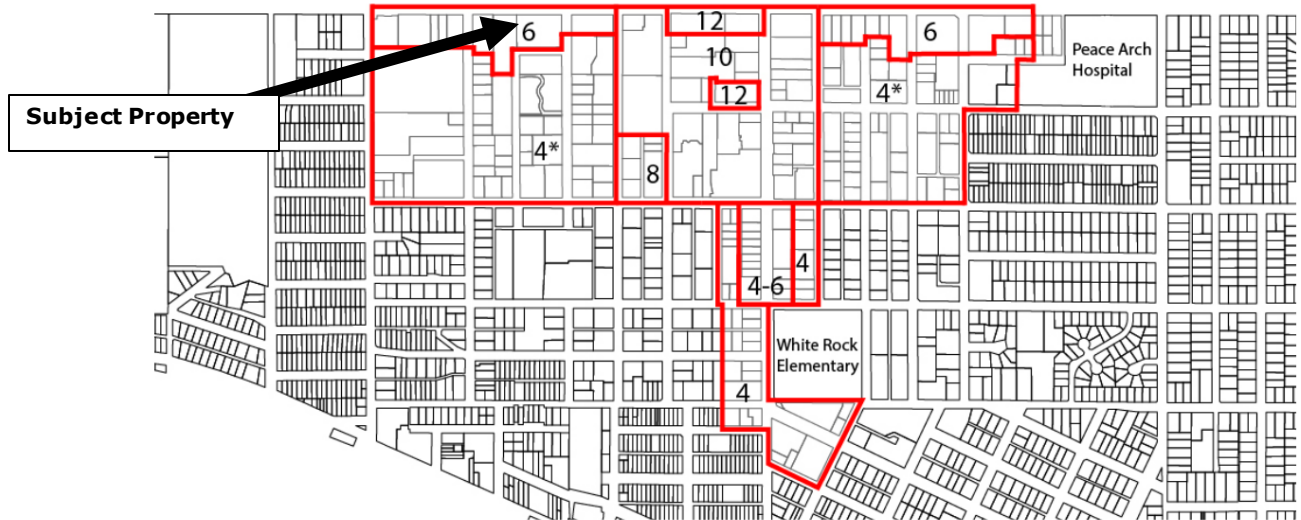 12
6
6
10
Peace Arch
Hospital
12
4*
Subject Property
4*
8
4
4-6
White Rock
Elementary
4